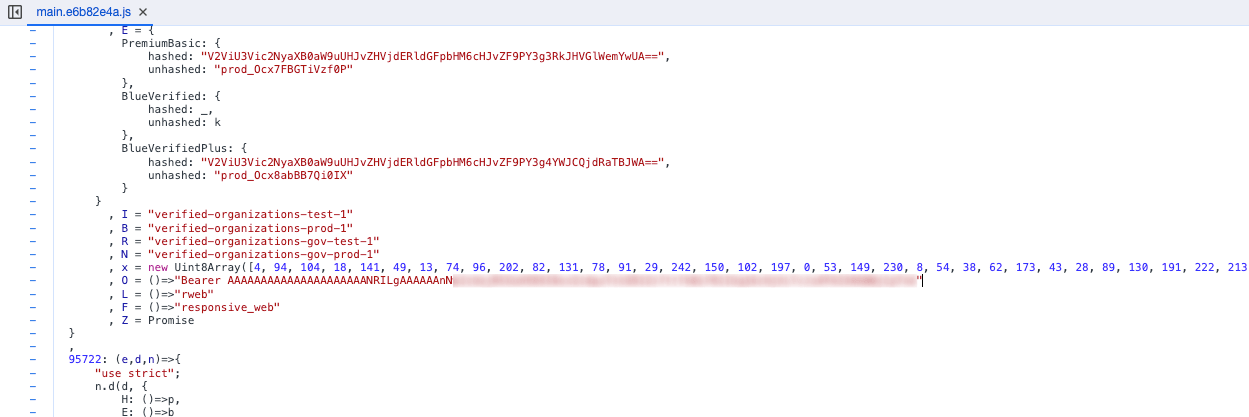 main.e6b82e4a.js ×
, E = {
PremiumBasic: {
hashed: "V2ViU3Vic2NyaXB0aW9uUHJvZHVjdERldGFpbHM6cHJvZF9PY3g3RkJHVGlWemYwUA==",
unhashed: "prod_Ocx7FBGTiVzf0P"
},
BlueVerified: {
hashed: _,
unhashed: k
},
BlueVerifiedPlus: {
hashed: "V2ViU3Vic2NyaXB0aW9uUHJvZHVjdERldGFpbHM6cHJvZF9PY3g4YWJCQjdRaTBJWA==",
unhashed: "prod_Ocx8abBB7Qi0IX"
}
}
, I = "verified-organizations-test-1"
, B = "verified-organizations-prod-1"
, R = "verified-organizations-gov-test-1"
, N = "verified-organizations-gov-prod-1"
, x = new Uint8Array([4, 94, 104, 18, 141, 49, 13, 74, 96, 202, 82, 131, 78, 91, 29, 242, 150, 102, 197, 0, 53, 149, 230, 8, 54, 38, 62, 173, 43, 28, 89, 130, 191, 222, 213
, O = ()=>"Bearer AAAAAAAAAAAAAAAAAAAAANRILgAAAAAAnN"
, L = ()=>"rweb"
, F = ()=>"responsive_web"
, Z = Promise
}
,
95722: (e,d,n)=>{
"use strict";
n.d(d, {
H: ()=>p,
E: ()=>b